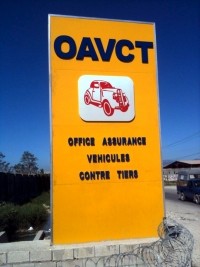 OAVCT
OFFICE ASSURANCE
VEHICULES
CONTRE TIERS